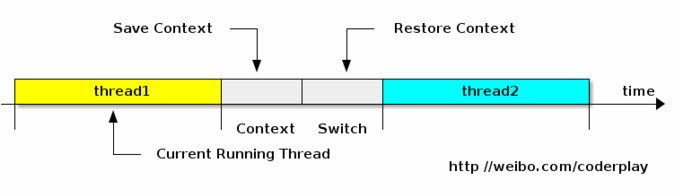 Save Context
Restore Context
thread1
thread2
time
Context
Switch
Current Running Thread
http //weibo.com/coderplay